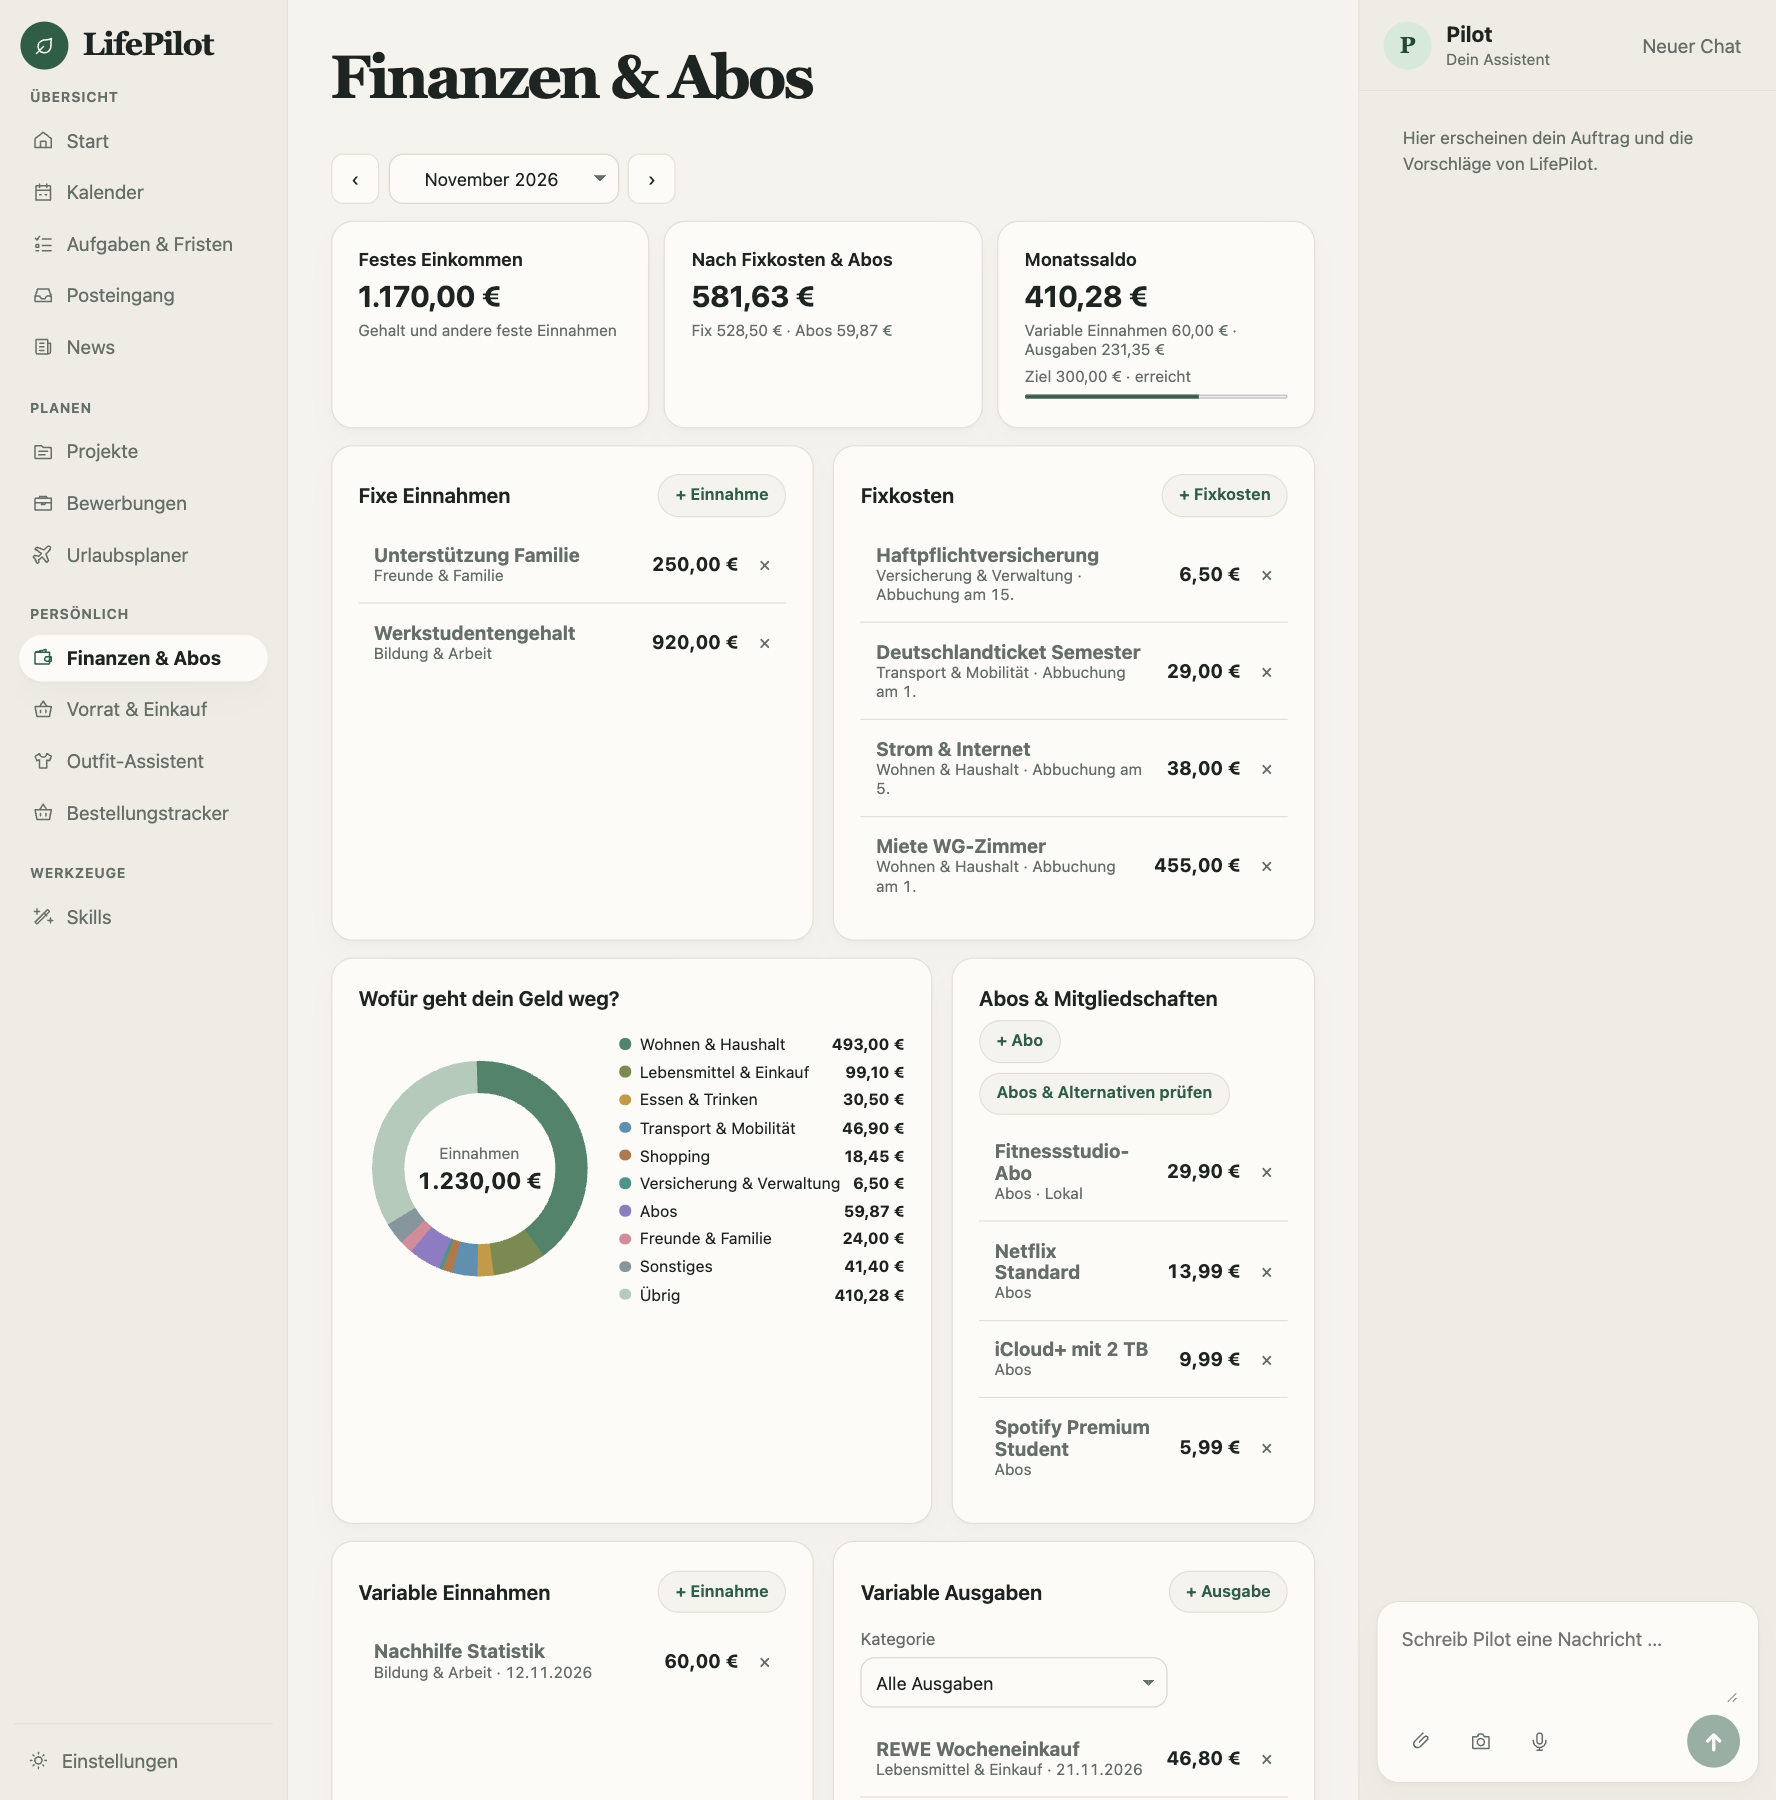 LifePilot
ÜBERSICHT
Start
Kalender
Aufgaben & Fristen
Posteingang
News
PLANEN
Projekte
Bewerbungen
Urlaubsplaner
PERSÖNLICH
Finanzen & Abos
Vorrat & Einkauf
Outfit-Assistent
Bestellungstracker
WERKZEUGE
Skills
Einstellungen
Finanzen & Abos
‹ November 2026 ›
Festes Einkommen
1.170,00 €
Gehalt und andere feste Einnahmen
Nach Fixkosten & Abos
581,63 €
Fix 528,50 € · Abos 59,87 €
Monatssaldo
410,28 €
Variable Einnahmen 60,00 € ·
Ausgaben 231,35 €
Ziel 300,00 € · erreicht
Fixe Einnahmen
+ Einnahme
Unterstützung Familie
Freunde & Familie
250,00 € ×
Werkstudentengehalt
Bildung & Arbeit
920,00 € ×
Fixkosten
+ Fixkosten
Haftpflichtversicherung
Versicherung & Verwaltung ·
Abbuchung am 15.
6,50 € ×
Deutschlandticket Semester
Transport & Mobilität · Abbuchung
am 1.
29,00 € ×
Strom & Internet
Wohnen & Haushalt · Abbuchung am
5.
38,00 € ×
Miete WG-Zimmer
Wohnen & Haushalt · Abbuchung
am 1.
455,00 € ×
Wofür geht dein Geld weg?
Einnahmen
1.230,00 €
Wohnen & Haushalt 493,00 €
Lebensmittel & Einkauf 99,10 €
Essen & Trinken 30,50 €
Transport & Mobilität 46,90 €
Shopping 18,45 €
Versicherung & Verwaltung 6,50 €
Abos 59,87 €
Freunde & Familie 24,00 €
Sonstiges 41,40 €
Übrig 410,28 €
Abos & Mitgliedschaften
+ Abo
Abos & Alternativen prüfen
Fitnessstudio-
Abo
Abos · Lokal
29,90 € ×
Netflix
Standard
Abos
13,99 € ×
iCloud+ mit 2 TB
Abos
9,99 € ×
Spotify Premium
Student
Abos
5,99 € ×
Variable Einnahmen
+ Einnahme
Nachhilfe Statistik
Bildung & Arbeit · 12.11.2026
60,00 € ×
Variable Ausgaben
+ Ausgabe
Kategorie
Alle Ausgaben
REWE Wocheneinkauf
Lebensmittel & Einkauf · 21.11.2026
46,80 € ×
P
Pilot
Dein Assistent
Neuer Chat
Hier erscheinen dein Auftrag und die
Vorschläge von LifePilot.
Schreib Pilot eine Nachricht ...